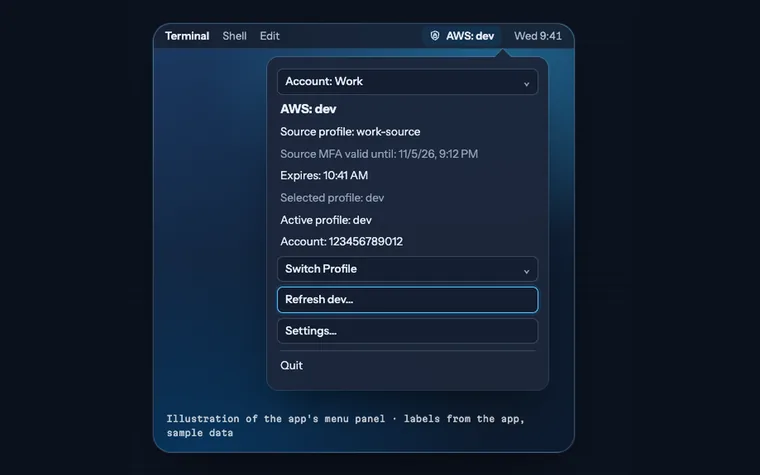 Terminal Shell Edit AWS: dev Wed 9:41
Account: Work
AWS: dev
Source profile: work-source
Source MFA valid until: 11/5/26, 9:12 PM
Expires: 10:41 AM
Selected profile: dev
Active profile: dev
Account: 123456789012
Switch Profile
Refresh dev...
Settings...
Quit
Illustration of the app's menu panel · labels from the app,
sample data